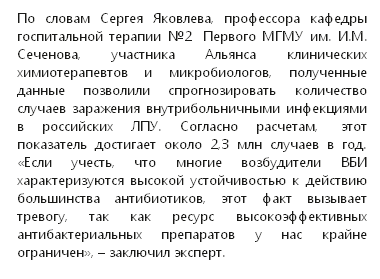 По словам Сергея Яковлева, профессора кафедры
госпитальной терапии №2 Первого МГМУ им. И.М.
Сеченова, участника Альянса клинических
химиотерапевтов и микробиологов, полученные
данные позволили спрогнозировать количество
случаев заражения внутрибольничными инфекциями
в российских ЛПУ. Согласно расчетам, этот
показатель достигает около 2,3 млн случаев в год.
«Если учесть, что многие возбудители ВБИ
характеризуются высокой устойчивостью к действию
большинства антибиотиков, этот факт вызывает
тревогу, так как ресурс высокоэффективных
антибактериальных препаратов у нас крайне
ограничен», – заключил эксперт.